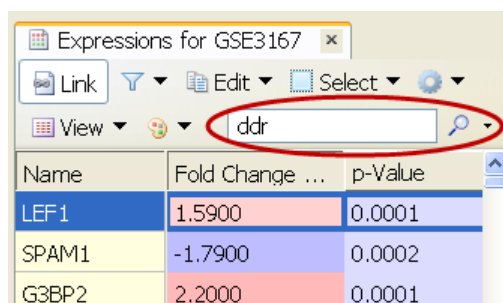 Expressions for GSE3167
Link Edit Select
View ddr
Name Fold Change ... p-Value
LEF1 1.5900 0.0001
SPAM1 -1.7900 0.0002
G3BP2 2.2000 0.0001